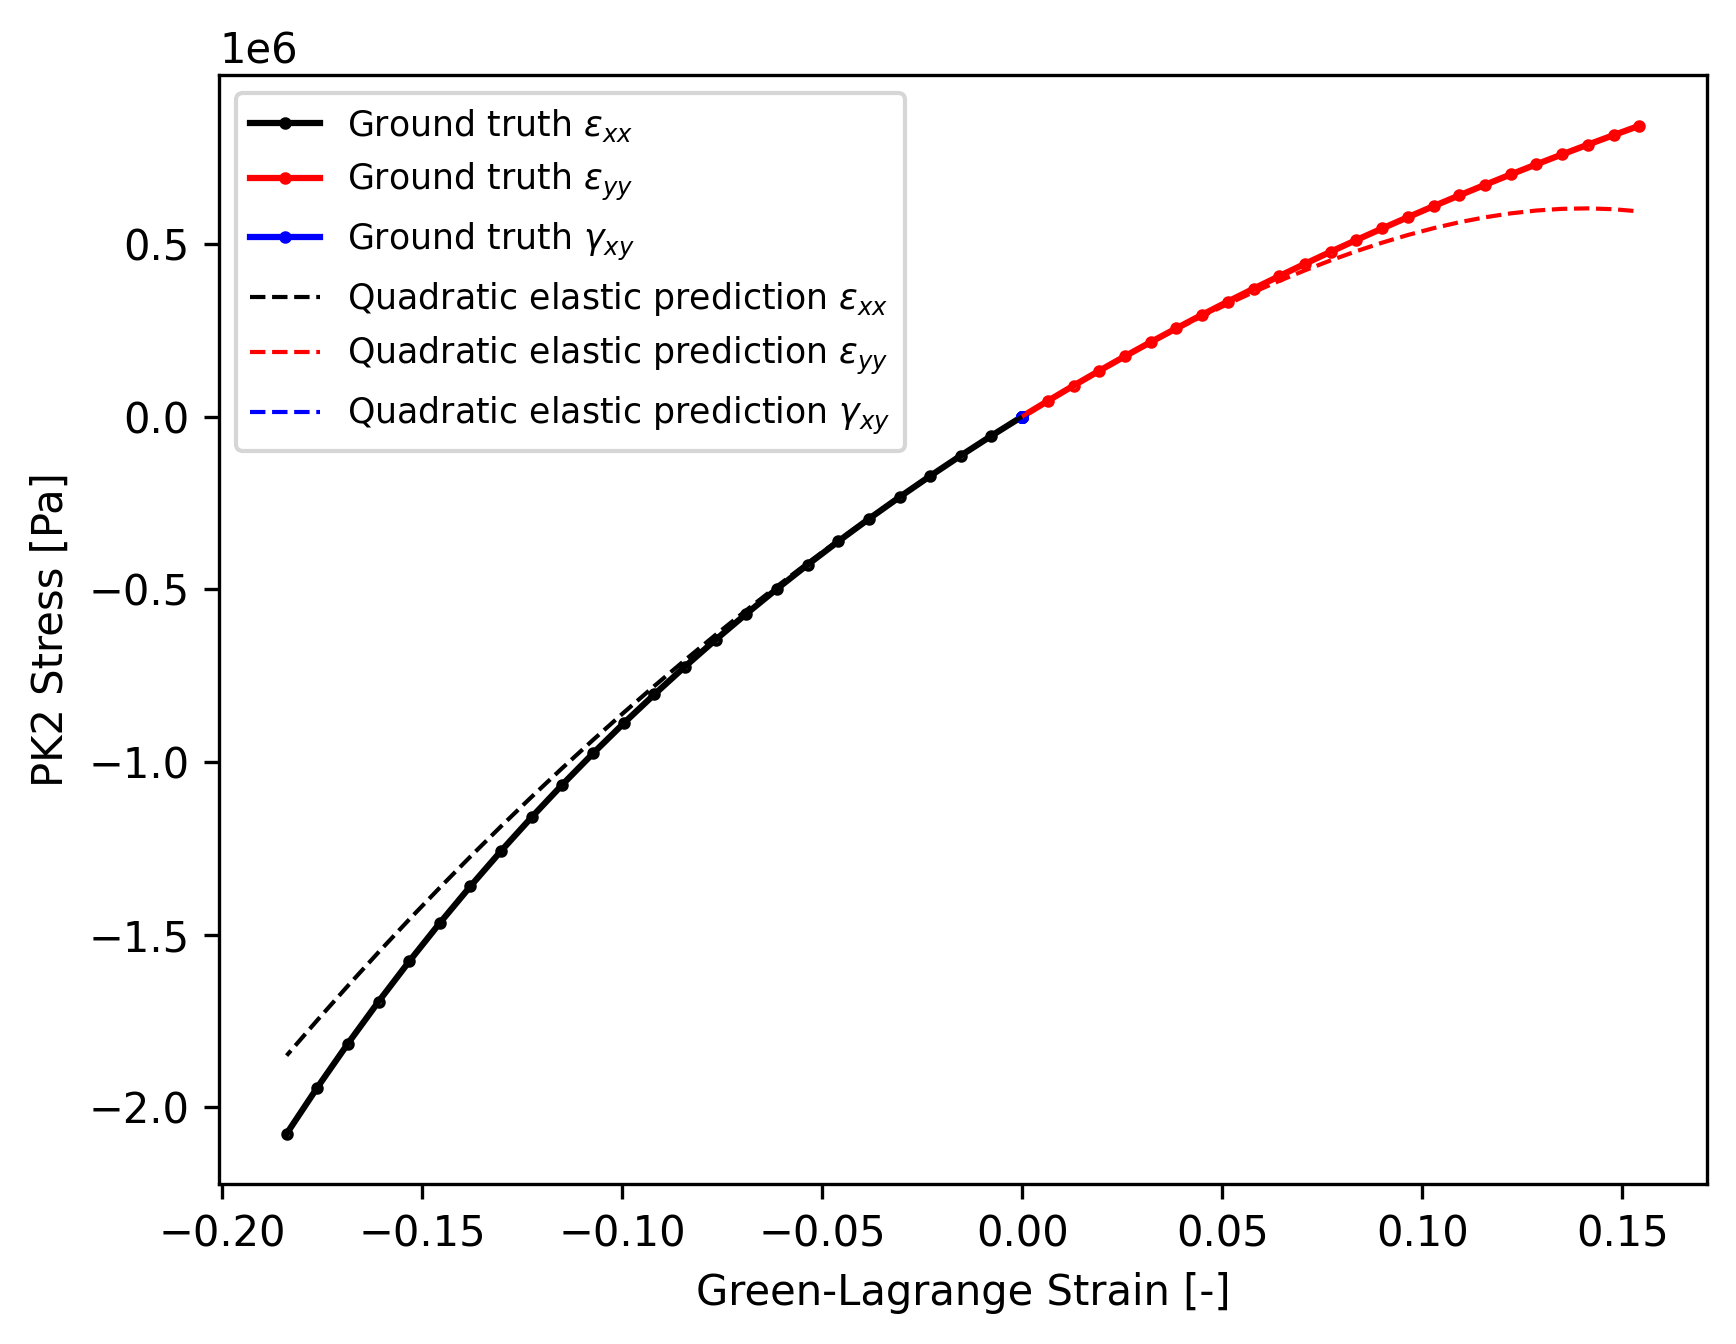 1e6
Ground truth εxx
Ground truth εyy
Ground truth γxy
Quadratic elastic prediction εxx
Quadratic elastic prediction εyy
Quadratic elastic prediction γxy
0.5
0.0
−0.5
−1.0
−1.5
−2.0
PK2 Stress [Pa]
−0.20 −0.15 −0.10 −0.05 0.00 0.05 0.10 0.15
Green-Lagrange Strain [-]